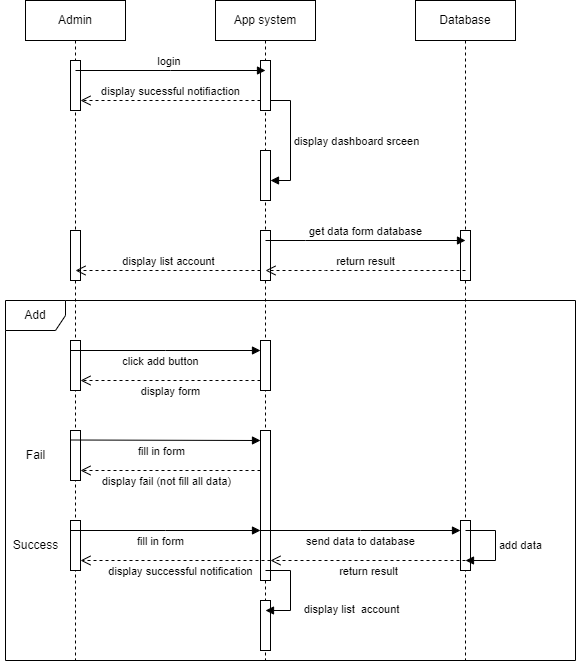 Admin
App system
Database
login
display sucessful notifiaction
display dashboard srceen
get data form database
display list account
return result
Add
click add button
display form
Fail
fill in form
display fail (not fill all data)
Success
fill in form
send data to database
add data
display successful notification
return result
display list account